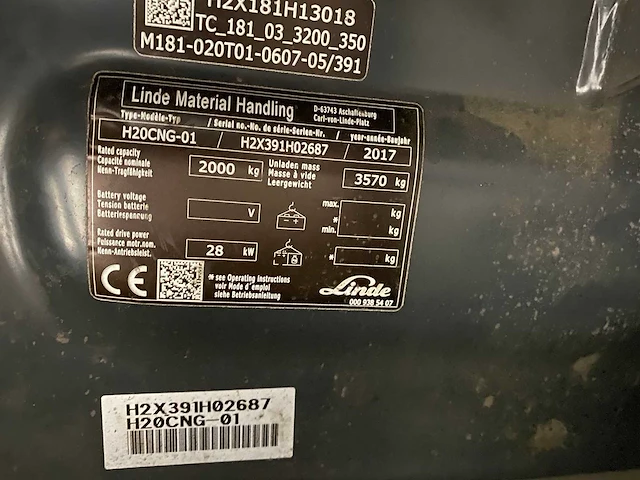 H2X181H13018
TC_181_03_3200_350
M181-020T01-0607-05/391
Linde Material Handling
D-63743 Aschaffenburg
Carl-von-Linde-Platz
Type-Modèle-Typ / Serial no.-No. de série-Serien-Nr. / year-année-Baujahr
H20CNG-01 / H2X391H02687 / 2017
Rated capacity
Capacité nominale
Nenn-Tragfähigkeit
2000 kg
Unladen mass
Masse à vide
Leergewicht
3570 kg
Battery voltage
Tension batterie
Batteriespannung
V
max. kg
* min. kg
Rated drive power
Puissance motr.nom.
Nenn-Antriebsleist.
28 kW
* kg
CE
* see Operating instructions
voir Mode d'emploi
siehe Betriebsanleitung
Linde
000 938 54 07
H2X391H02687
H20CNG-01